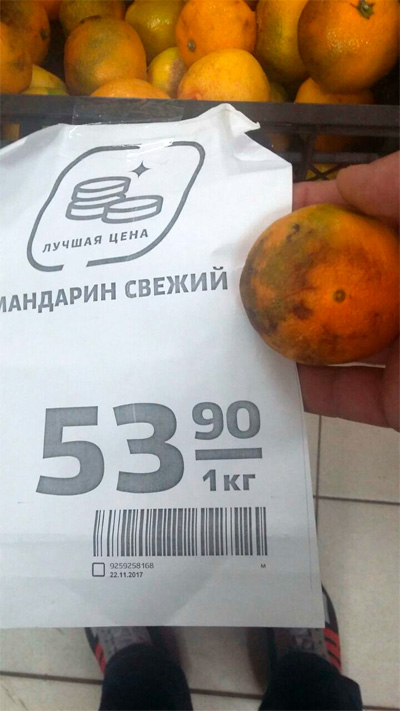 ЛУЧШАЯ ЦЕНА
МАНДАРИН СВЕЖИЙ
53 90
1 кг
9259258168 м
22.11.2017